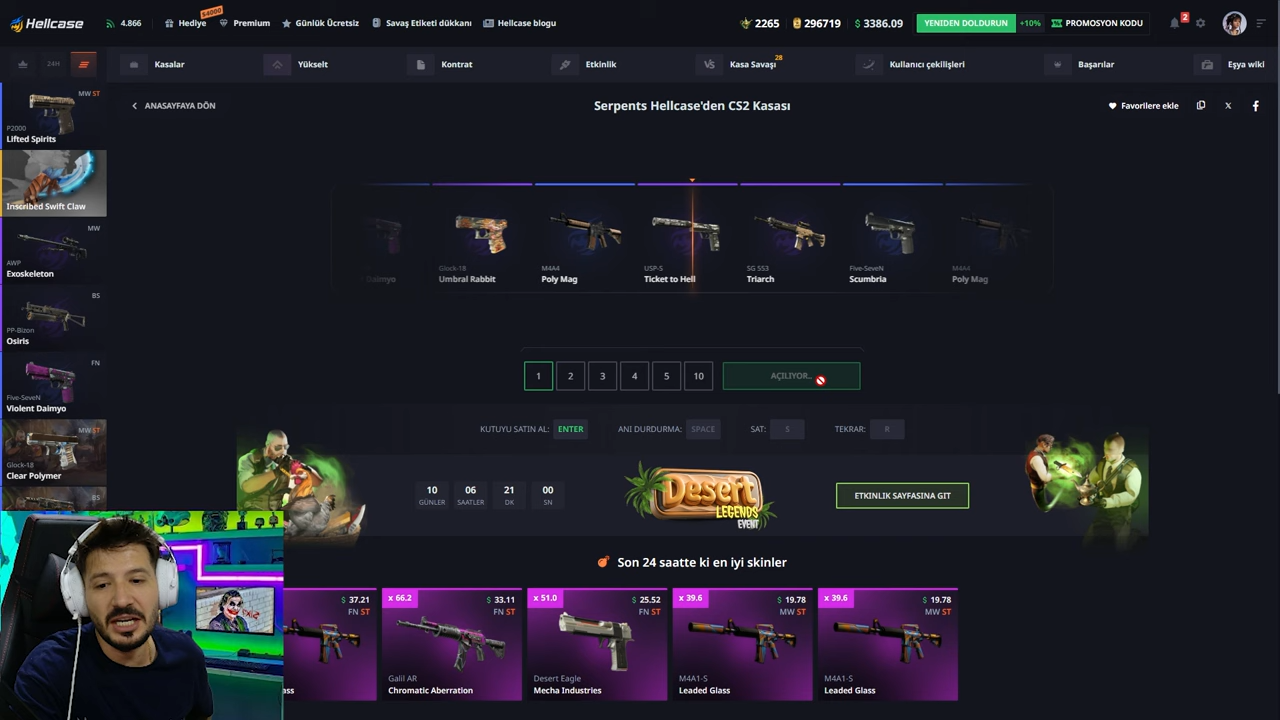 Hellcase
4.866
Hediye
$4000
Premium
Günlük Ücretsiz
Savaş Etiketi dükkanı
Hellcase blogu
2265
296719
$ 3386.09
YENİDEN DOLDURUN
+10%
PROMOSYON KODU
2
24H
Kasalar
Yükselt
Kontrat
Etkinlik
VS
Kasa Savaşı
28
Kullanıcı çekilişleri
Başarılar
Eşya wiki
ANASAYFAYA DÖN
Serpents Hellcase'den CS2 Kasası
Favorilere ekle
MW ST
P2000
Lifted Spirits
Inscribed Swift Claw
MW
AWP
Exoskeleton
BS
PP-Bizon
Osiris
FN
Five-SeveN
Violent Daimyo
MW ST
Glock-18
Clear Polymer
BS
Daimyo
Glock-18
Umbral Rabbit
M4A4
Poly Mag
USP-S
Ticket to Hell
SG 553
Triarch
Five-SeveN
Scumbria
M4A4
Poly Mag
1
2
3
4
5
10
AÇILIYOR...
KUTUYU SATIN AL:
ENTER
ANI DURDURMA:
SPACE
SAT:
S
TEKRAR:
R
10
GÜNLER
06
SAATLER
21
DK
00
SN
Desert
LEGENDS
EVENT
ETKINLIK SAYFASINA GIT
Son 24 saatte ki en iyi skinler
$ 37.21
FN ST
x 66.2
$ 33.11
FN ST
Galil AR
Chromatic Aberration
x 51.0
$ 25.52
FN ST
Desert Eagle
Mecha Industries
x 39.6
$ 19.78
MW ST
M4A1-S
Leaded Glass
x 39.6
$ 19.78
MW ST
M4A1-S
Leaded Glass